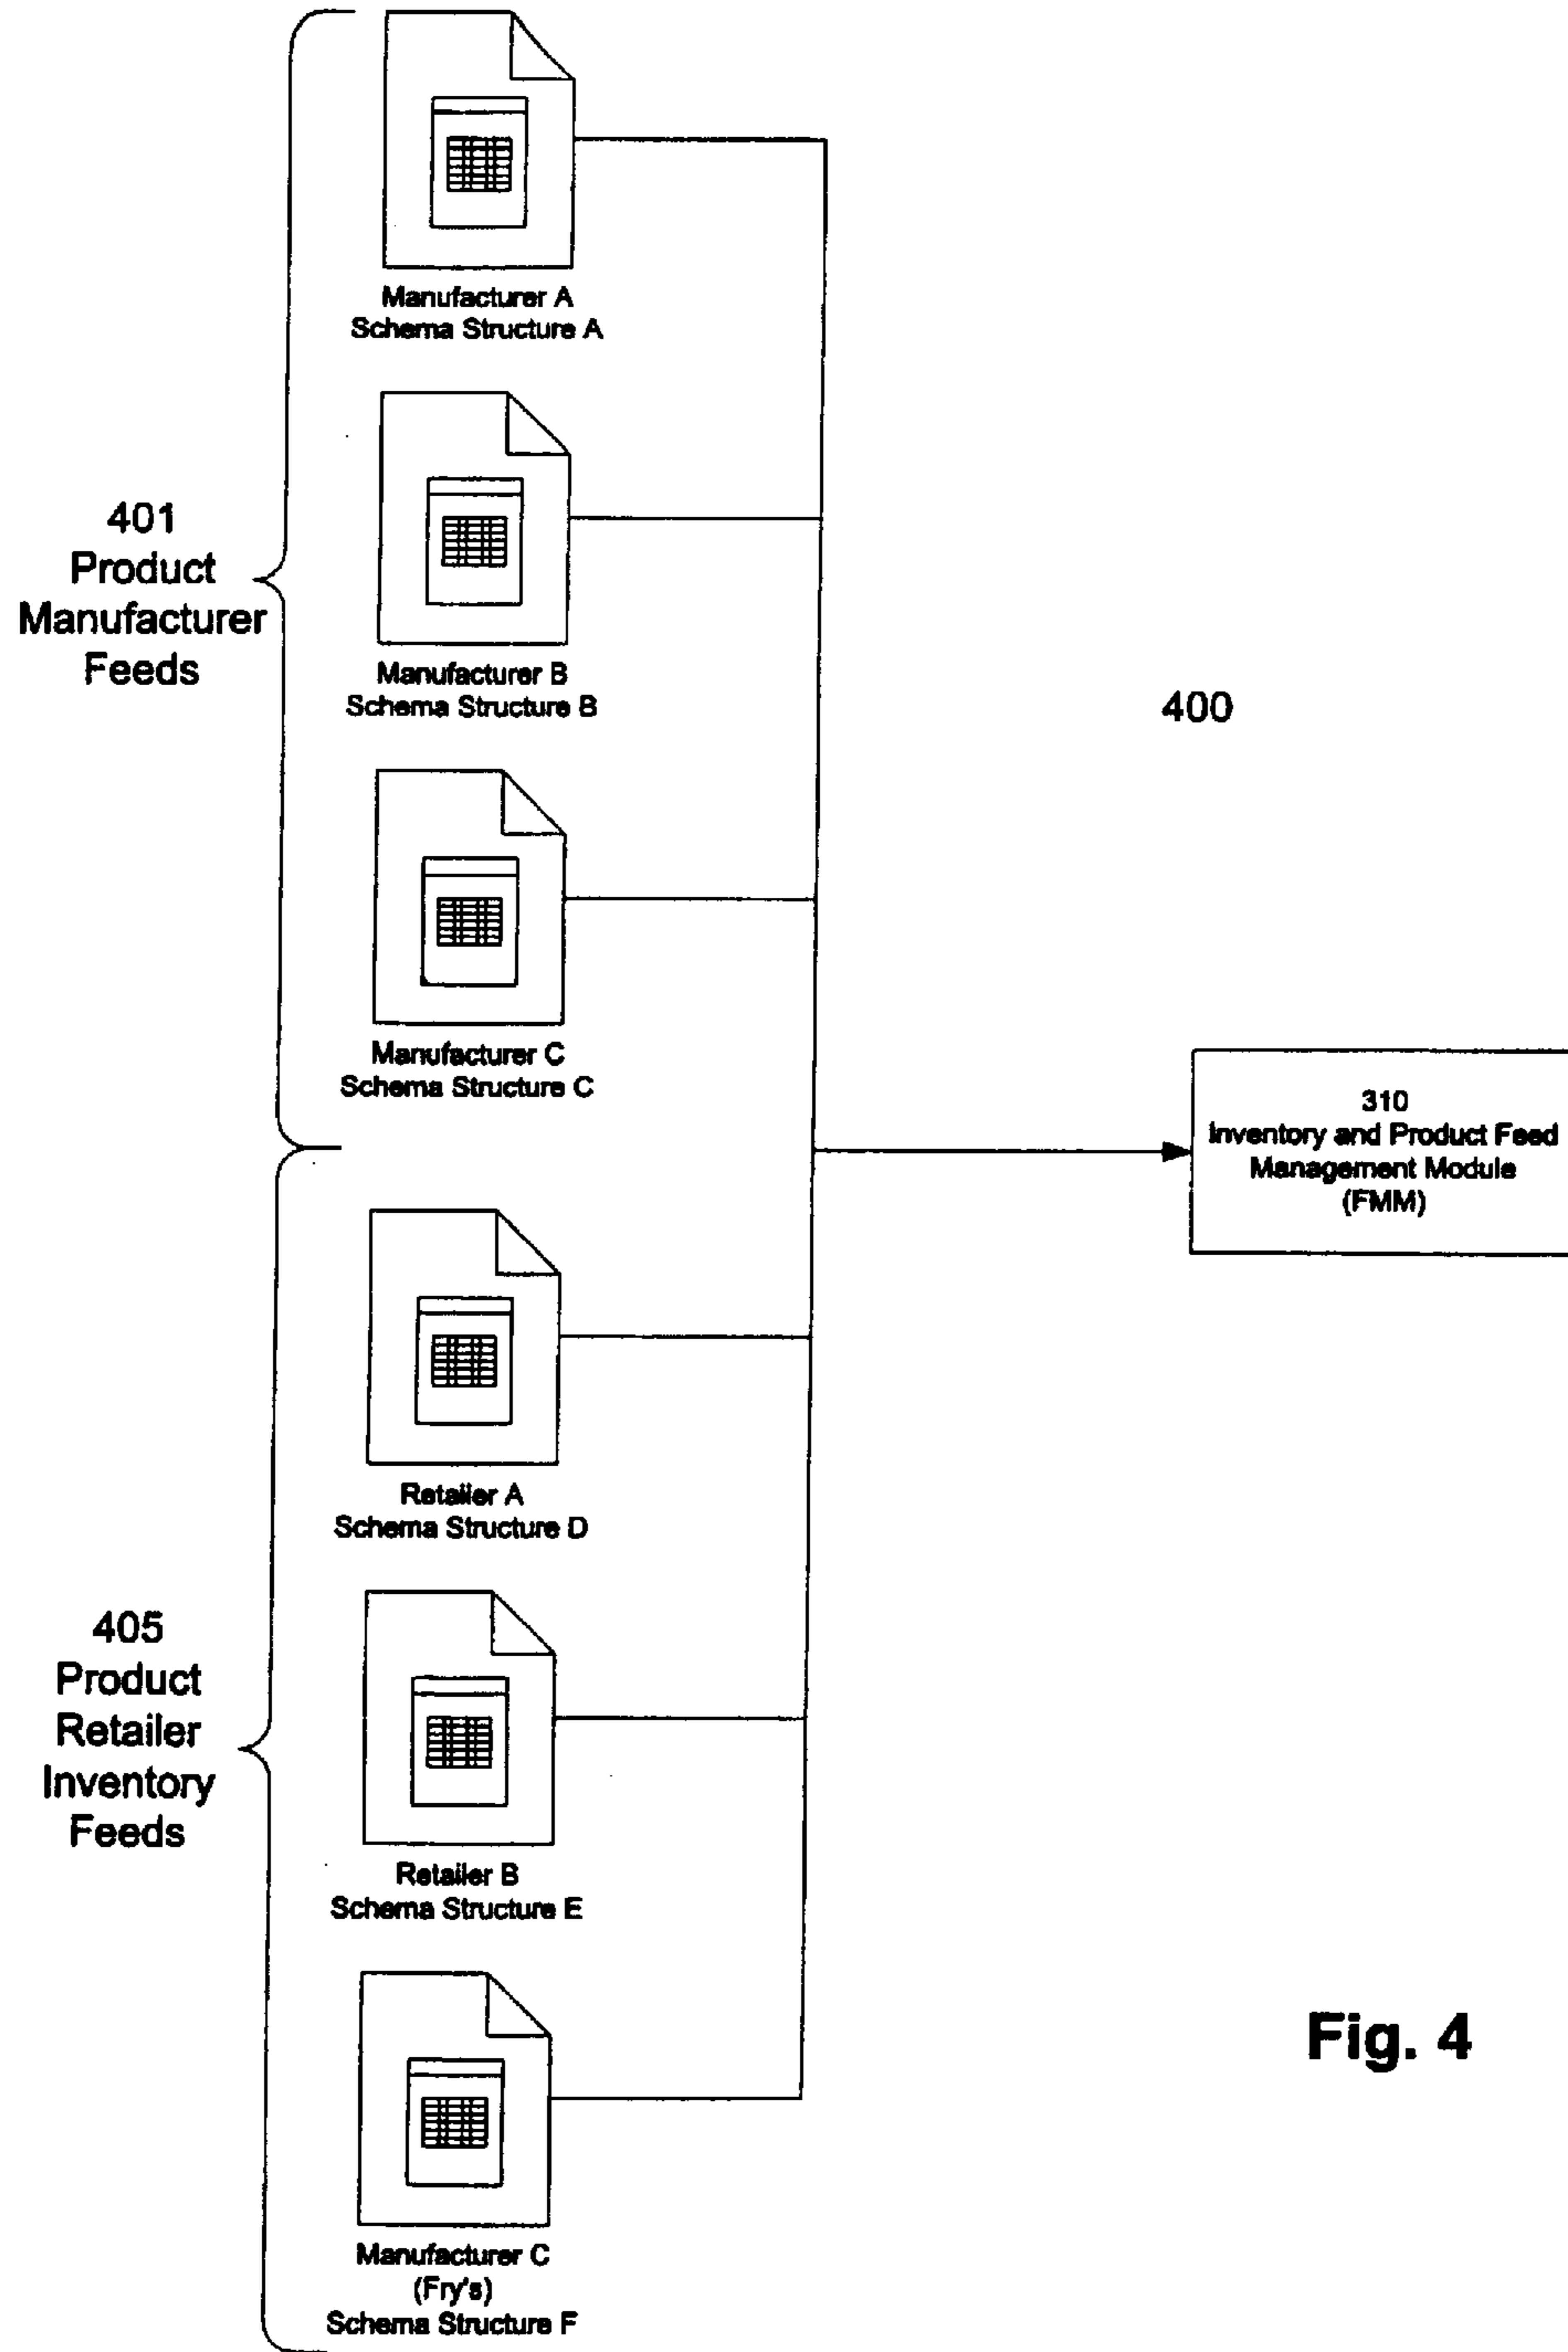 401
Product
Manufacturer
Feeds
Manufacturer A
Schema Structure A
Manufacturer B
Schema Structure B
Manufacturer C
Schema Structure C
400
310
Inventory and Product Feed
Management Module
(FMM)
405
Product
Retailer
Inventory
Feeds
Retailer A
Schema Structure D
Retailer B
Schema Structure E
Manufacturer C
(Fry's)
Schema Structure F
Fig. 4